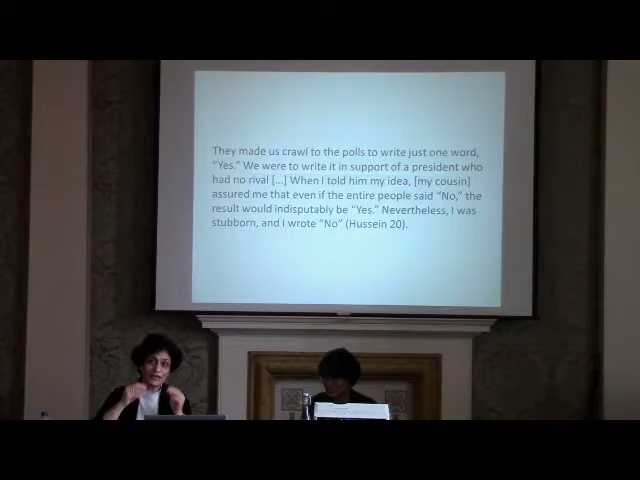 They made us crawl to the polls to write just one word,
"Yes." We were to write it in support of a president who
had no rival [...] When I told him my idea, [my cousin]
assured me that even if the entire people said "No," the
result would indisputably be "Yes." Nevertheless, I was
stubborn, and I wrote "No" (Hussein 20).